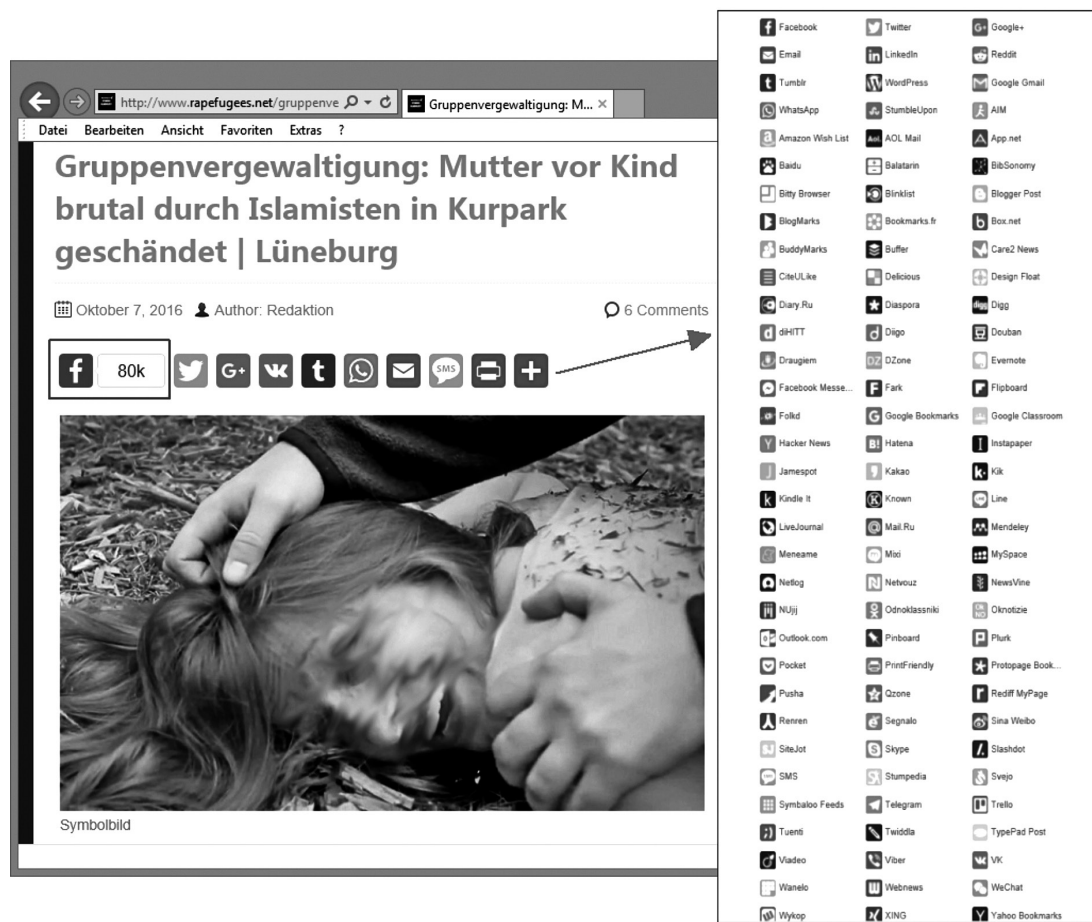 http://www.rapefugees.net/gruppenve
Gruppenvergewaltigung: M...
Datei Bearbeiten Ansicht Favoriten Extras ?
Gruppenvergewaltigung: Mutter vor Kind
brutal durch Islamisten in Kurpark
geschändet | Lüneburg
Oktober 7, 2016 Author: Redaktion 6 Comments
80k SMS
Symbolbild
Facebook Twitter Google+
Email LinkedIn Reddit
Tumblr WordPress Google Gmail
WhatsApp StumbleUpon AIM
Amazon Wish List AOL Mail App.net
Baidu Balatarin BibSonomy
Bitty Browser Blinklist Blogger Post
BlogMarks Bookmarks.fr Box.net
BuddyMarks Buffer Care2 News
CiteULike Delicious Design Float
Diary.Ru Diaspora Digg
diHITT Diigo Douban
Draugiem DZone Evernote
Facebook Messe... Fark Flipboard
Folkd Google Bookmarks Google Classroom
Hacker News Hatena Instapaper
Jamespot Kakao Kik
Kindle It Known Line
LiveJournal Mail.Ru Mendeley
Meneame Mixi MySpace
Netlog Netvouz NewsVine
NUjij Odnoklassniki Oknotizie
Outlook.com Pinboard Plurk
Pocket PrintFriendly Protopage Book...
Pusha Qzone Rediff MyPage
Renren Segnalo Sina Weibo
SiteJot Skype Slashdot
SMS Stumpedia Svejo
Symbaloo Feeds Telegram Trello
Tuenti Twiddla TypePad Post
Viadeo Viber VK
Wanelo Webnews WeChat
Wykop XING Yahoo Bookmarks